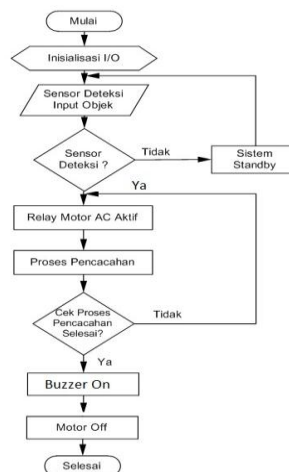 Mulai
Inisialisasi I/O
Sensor Deteksi
Input Objek
Sensor
Deteksi ?
Tidak
Sistem
Standby
Ya
Relay Motor AC Aktif
Proses Pencacahan
Cek Proses
Pencacahan
Selesai?
Tidak
Ya
Buzzer On
Motor Off
Selesai